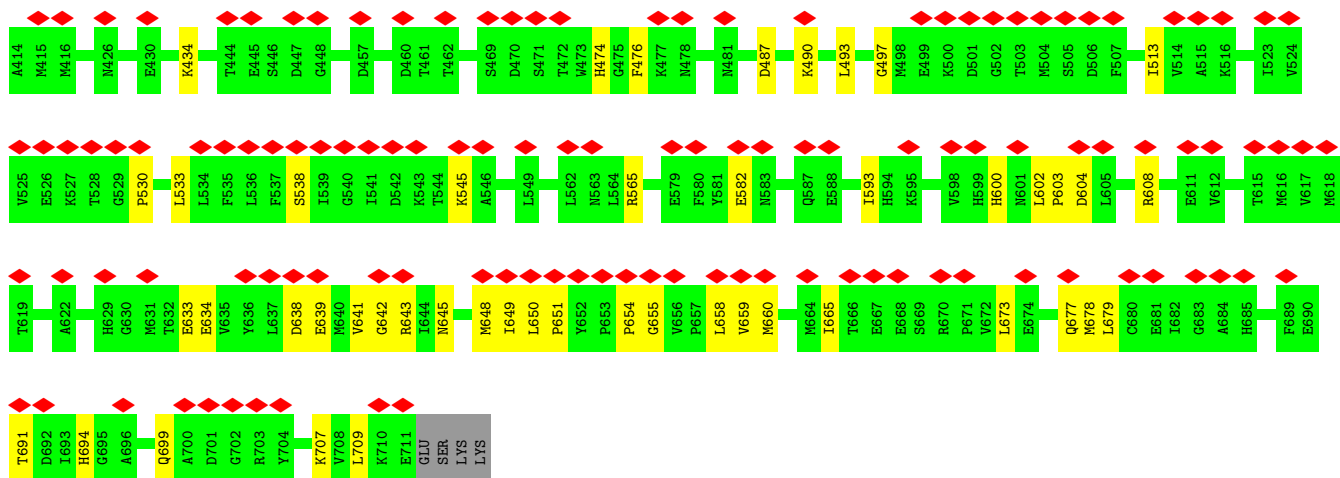 A414 M415 M416 N426 E430 K434 T444 E445 S446 D447 G448 D457 D460 T461 T462 S469 D470 S471 T472 W473 H474 G475 F476 K477 N478 N481 D487 K490 L493 G497 M498 E499 K500 D501 G502 T503 M504 S505 D506 F507 I513 V514 A515 K516 I523 V524
V525 E526 K527 T528 G529 P530 L533 L534 F535 L536 F537 S538 I539 G540 I541 D542 K543 T544 K545 A546 L549 L562 N563 L564 R565 E579 F580 Y581 E582 N583 Q587 E588 I593 H594 K595 V598 H599 H600 N601 L602 P603 D604 L605 R608 E611 V612 T615 M616 V617 M618
T619 A622 H629 G630 M631 T632 E633 E634 V635 Y636 L637 D638 E639 M640 V641 G642 R643 I644 N645 M648 I649 L650 P651 Y652 P653 P654 G655 V656 P657 L658 V659 M660 M664 I665 T666 E667 E668 S669 R670 P671 V672 L673 E674 Q677 M678 L679 C680 E681 I682 G683 A684 H685 F689 E690
T691 D692 I693 H694 G695 A696 Q699 A700 D701 G702 R703 Y704 K707 V708 L709 K710 E711 GLU SER LYS LYS